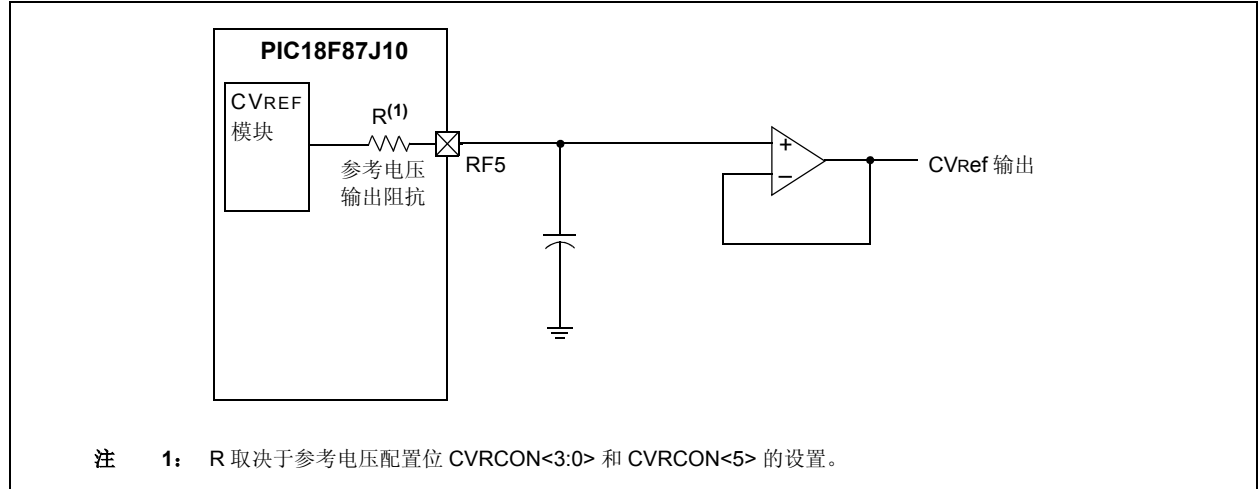 PIC18F87J10
CVREF
模块
R(1)
参考电压
输出阻抗
RF5
+
–
CVRef 输出
注 1： R 取决于参考电压配置位 CVRCON<3:0> 和 CVRCON<5> 的设置。